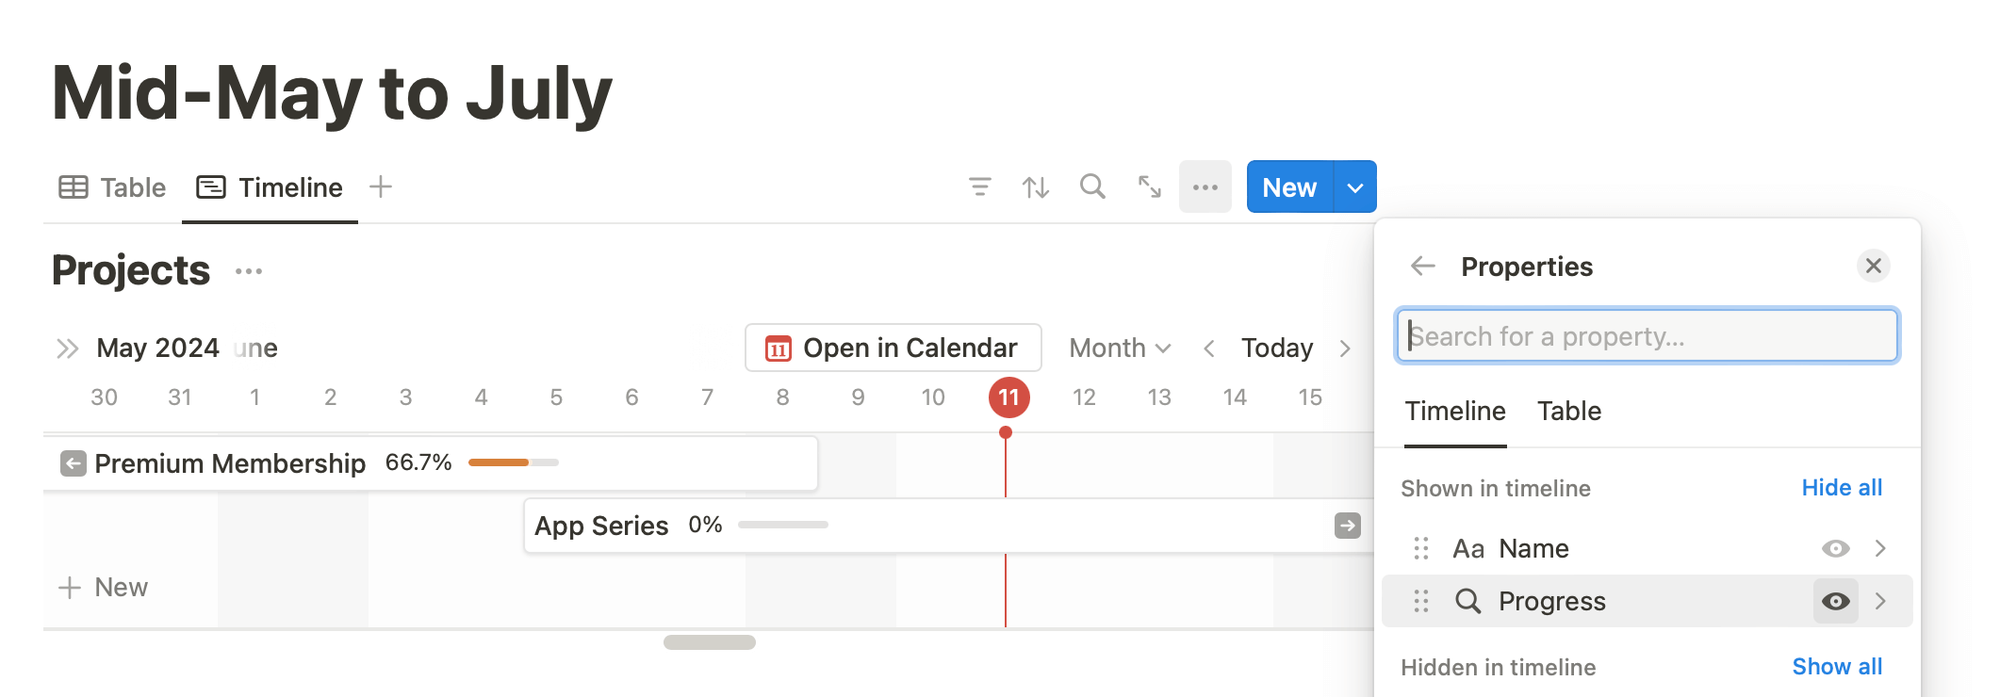 Mid-May to July
Table Timeline
New
Projects
May 2024 une
11 Open in Calendar Month Today
30 31 1 2 3 4 5 6 7 8 9 10 11 12 13 14 15
Premium Membership 66.7%
App Series 0%
New
Properties
Search for a property...
Timeline Table
Shown in timeline Hide all
Aa Name
Progress
Hidden in timeline Show all